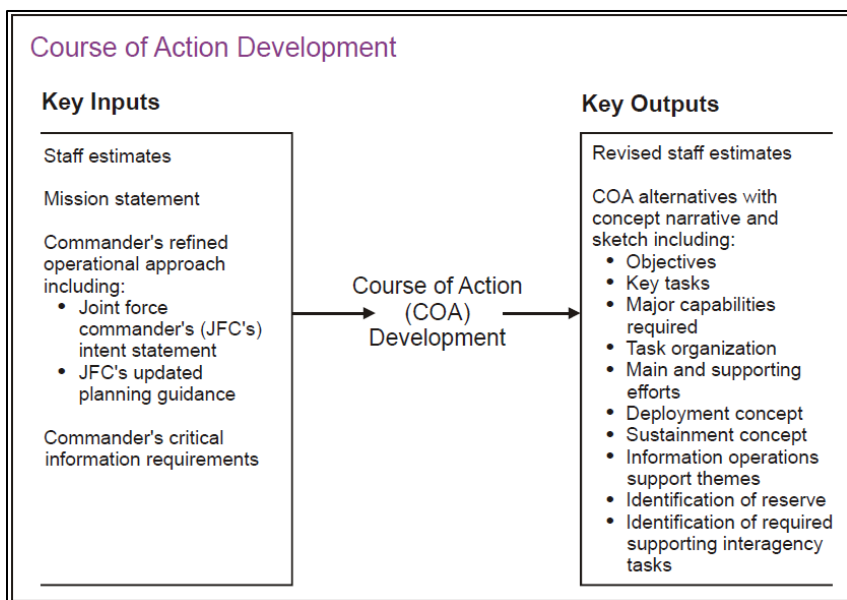 Course of Action Development
Key Inputs
Staff estimates
Mission statement
Commander's refined
operational approach
including:
• Joint force
commander's (JFC's)
intent statement
• JFC's updated
planning guidance
Commander's critical
information requirements
Course of Action
(COA)
Development
Key Outputs
Revised staff estimates
COA alternatives with
concept narrative and
sketch including:
• Objectives
• Key tasks
• Major capabilities
required
• Task organization
• Main and supporting
efforts
• Deployment concept
• Sustainment concept
• Information operations
support themes
• Identification of reserve
• Identification of required
supporting interagency
tasks